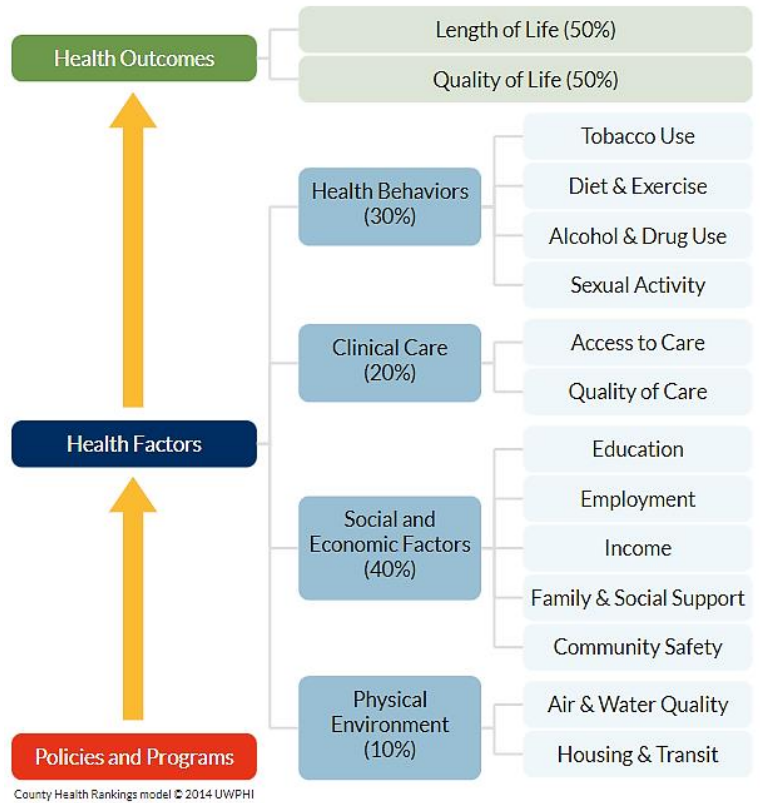 Health Outcomes
Length of Life (50%)
Quality of Life (50%)
Health Factors
Health Behaviors
(30%)
Tobacco Use
Diet & Exercise
Alcohol & Drug Use
Sexual Activity
Clinical Care
(20%)
Access to Care
Quality of Care
Social and
Economic Factors
(40%)
Education
Employment
Income
Family & Social Support
Community Safety
Physical
Environment
(10%)
Air & Water Quality
Housing & Transit
Policies and Programs
County Health Rankings model © 2014 UWPHI